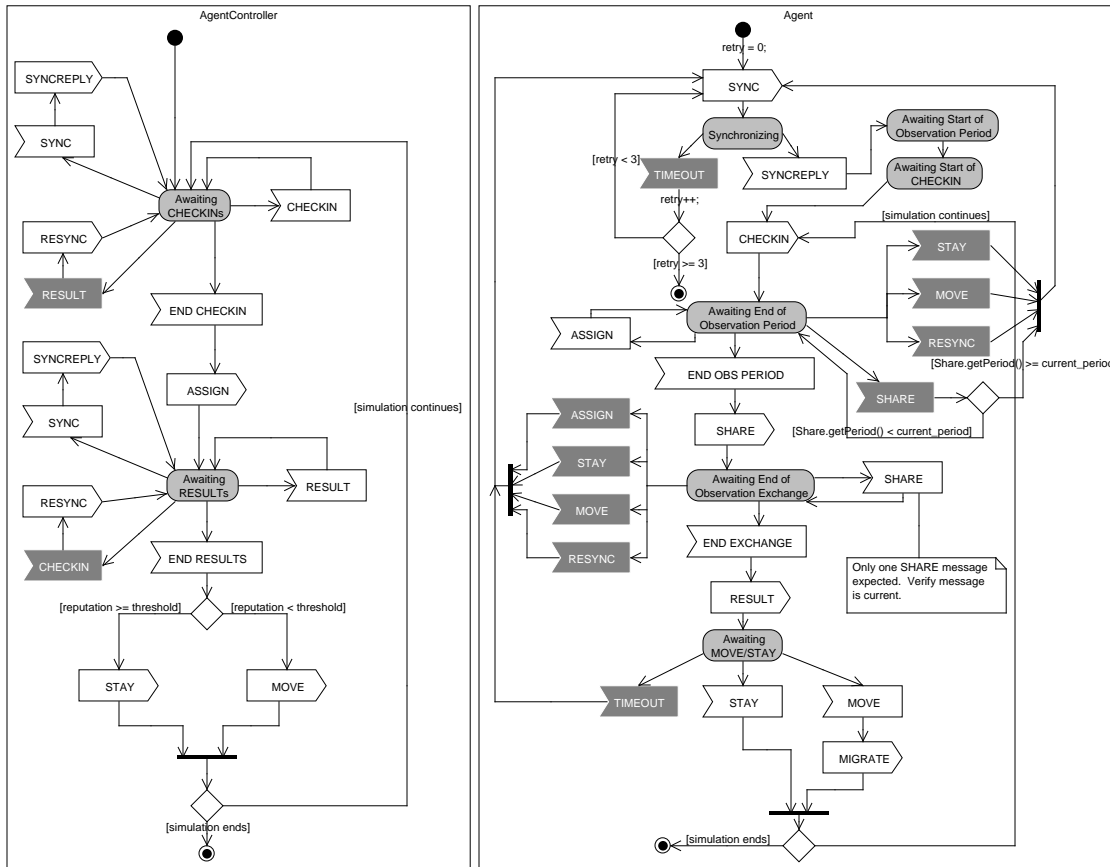 AgentController
SYNCREPLY
SYNC
Awaiting
CHECKINs
CHECKIN
RESYNC
RESULT
END CHECKIN
SYNCREPLY
ASSIGN
[simulation continues]
SYNC
Awaiting
RESULTs
RESULT
RESYNC
CHECKIN
END RESULTS
[reputation >= threshold]
[reputation < threshold]
STAY
MOVE
[simulation ends]
Agent
retry = 0;
SYNC
Synchronizing
Awaiting Start of
Observation Period
[retry < 3]
TIMEOUT
SYNCREPLY
Awaiting Start of
CHECKIN
retry++;
[simulation continues]
CHECKIN
STAY
[retry >= 3]
MOVE
Awaiting End of
Observation Period
ASSIGN
RESYNC
[Share.getPeriod() >= current_period]
END OBS PERIOD
SHARE
ASSIGN
SHARE
[Share.getPeriod() < current_period]
STAY
Awaiting End of
Observation Exchange
SHARE
MOVE
END EXCHANGE
RESYNC
Only one SHARE message
expected. Verify message
is current.
RESULT
Awaiting
MOVE/STAY
TIMEOUT
STAY
MOVE
MIGRATE
[simulation ends]